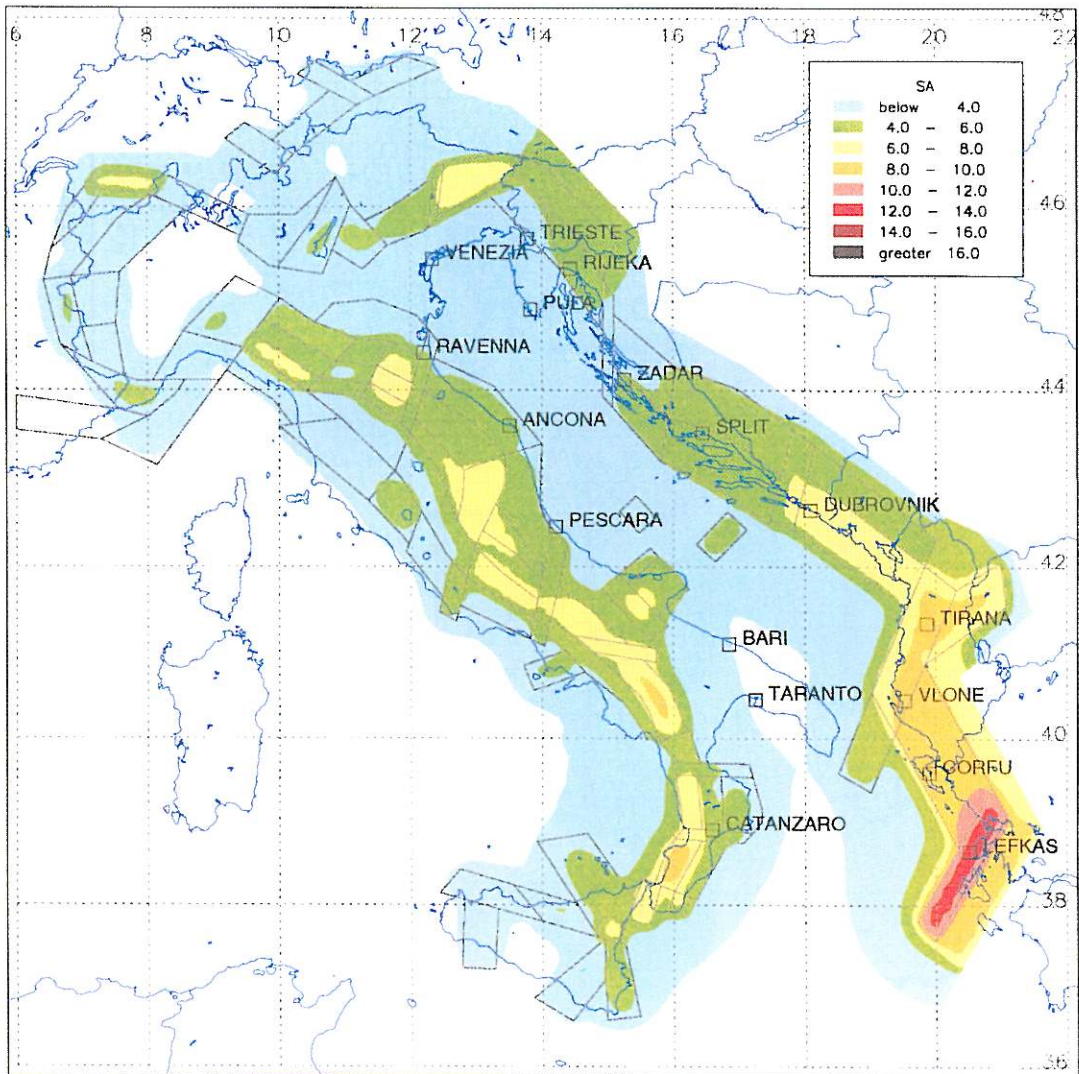 6 8 10 12 14 16 18 20 22
48
SA
below 4.0
4.0 – 6.0
6.0 – 8.0
8.0 – 10.0
10.0 – 12.0
12.0 – 14.0
14.0 – 16.0
greater 16.0
46
TRIESTE
VENEZIA
RIJEKA
PULA
RAVENNA
ZADAR
44
ANCONA
SPLIT
DUBROVNIK
PESCARA
42
TIRANA
BARI
TARANTO
VLONE
40
CORFU
CATANZARO
LEFKAS
38
36